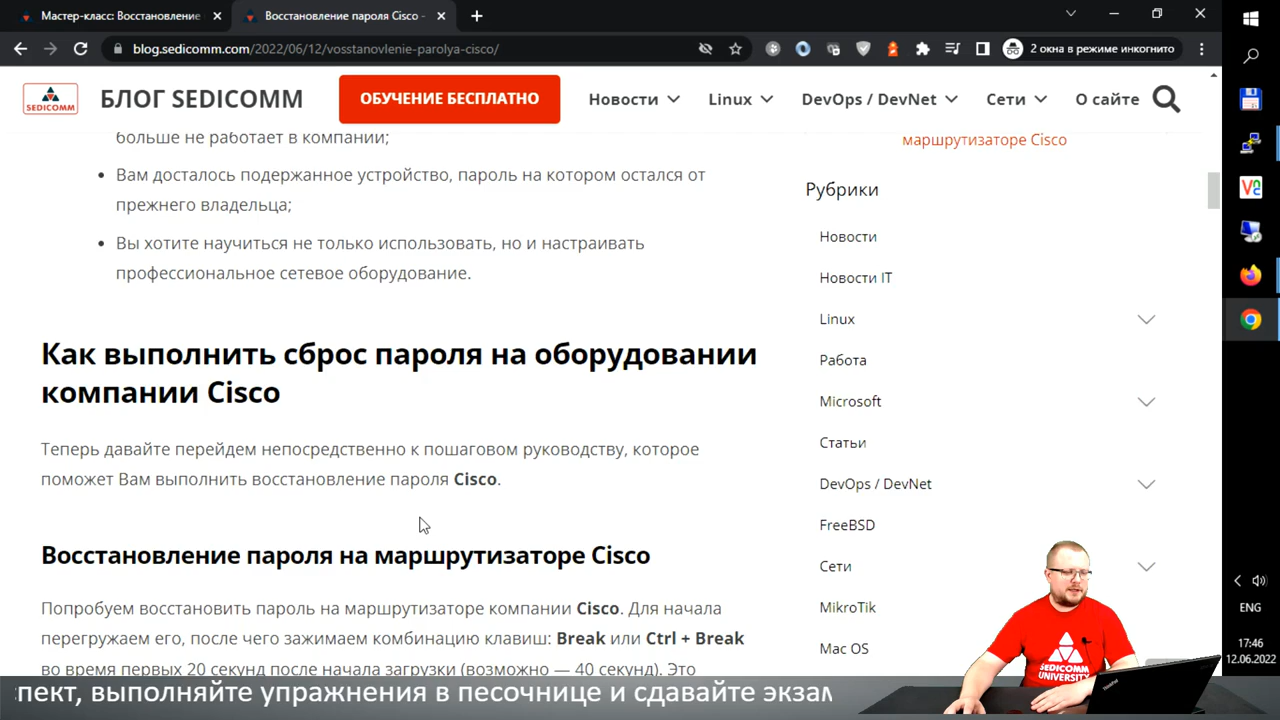 Мастер-класс: Восстановление
Восстановление пароля Cisco -
blog.sedicomm.com/2022/06/12/vosstanovlenie-parolya-cisco/
2 окна в режиме инкогнито
SEDICOMM
БЛОГ SEDICOMM
ОБУЧЕНИЕ БЕСПЛАТНО
Новости
Linux
DevOps / DevNet
Сети
О сайте
больше не работает в компании;
Вам досталось подержанное устройство, пароль на котором остался от
прежнего владельца;
Вы хотите научиться не только использовать, но и настраивать
профессиональное сетевое оборудование.
Как выполнить сброс пароля на оборудовании
компании Cisco
Теперь давайте перейдем непосредственно к пошаговом руководству, которое
поможет Вам выполнить восстановление пароля Cisco.
Восстановление пароля на маршрутизаторе Cisco
Попробуем восстановить пароль на маршрутизаторе компании Cisco. Для начала
перегружаем его, после чего зажимаем комбинацию клавиш: Break или Ctrl + Break
во время первых 20 секунд после начала загрузки (возможно — 40 секунд). Это
маршрутизаторе Cisco
Рубрики
Новости
Новости IT
Linux
Работа
Microsoft
Статьи
DevOps / DevNet
FreeBSD
Сети
MikroTik
Mac OS
SEDICOMM
UNIVERSITY
ThinkPad
VNC
ENG
17:46
12.06.2022
пект, выполняйте упражнения в песочнице и сдавайте экзам